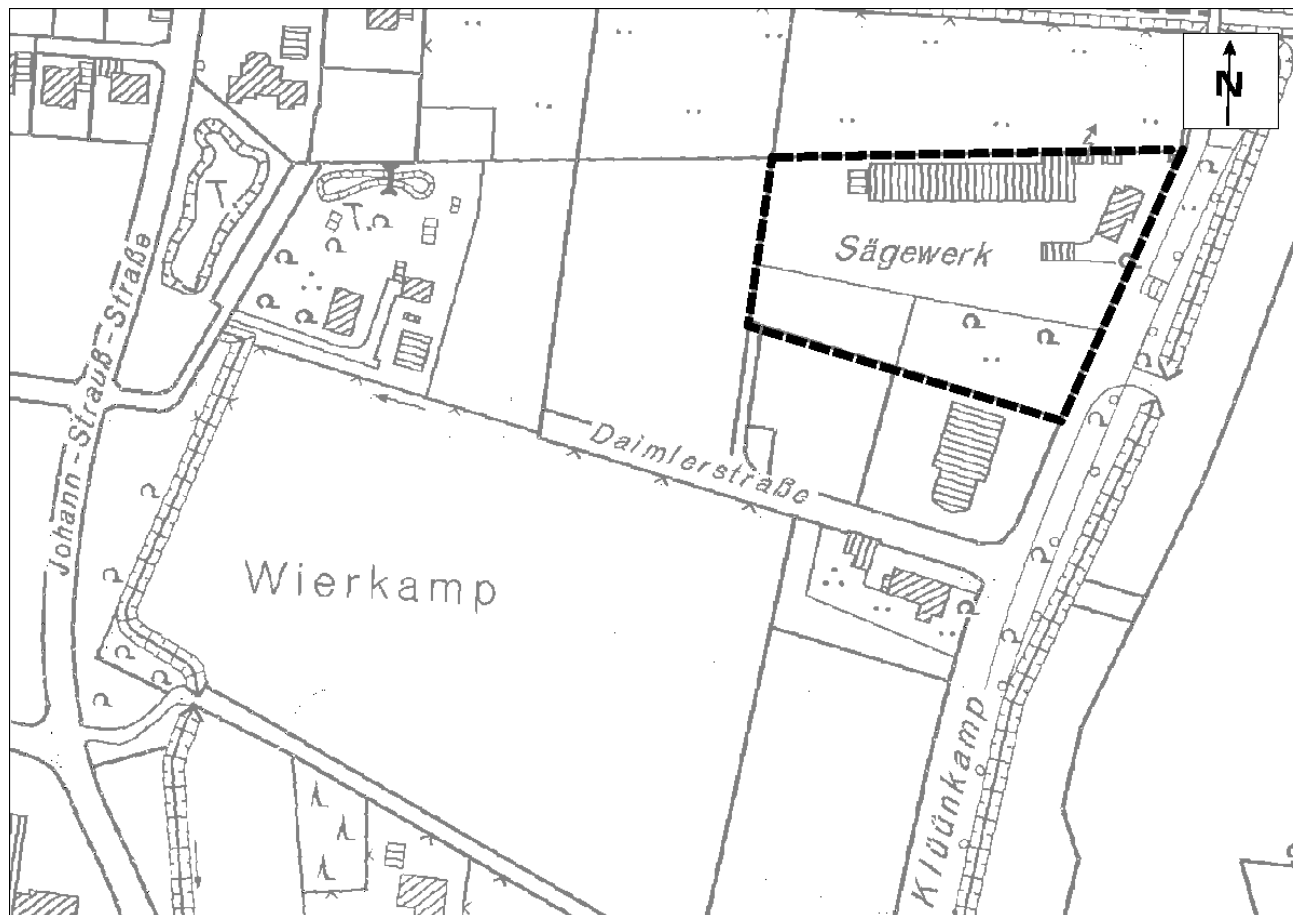 N
T.
T.
Sägewerk
Johann-Strauß-Straße
Daimlerstraße
Wierkamp
Klüünkamp